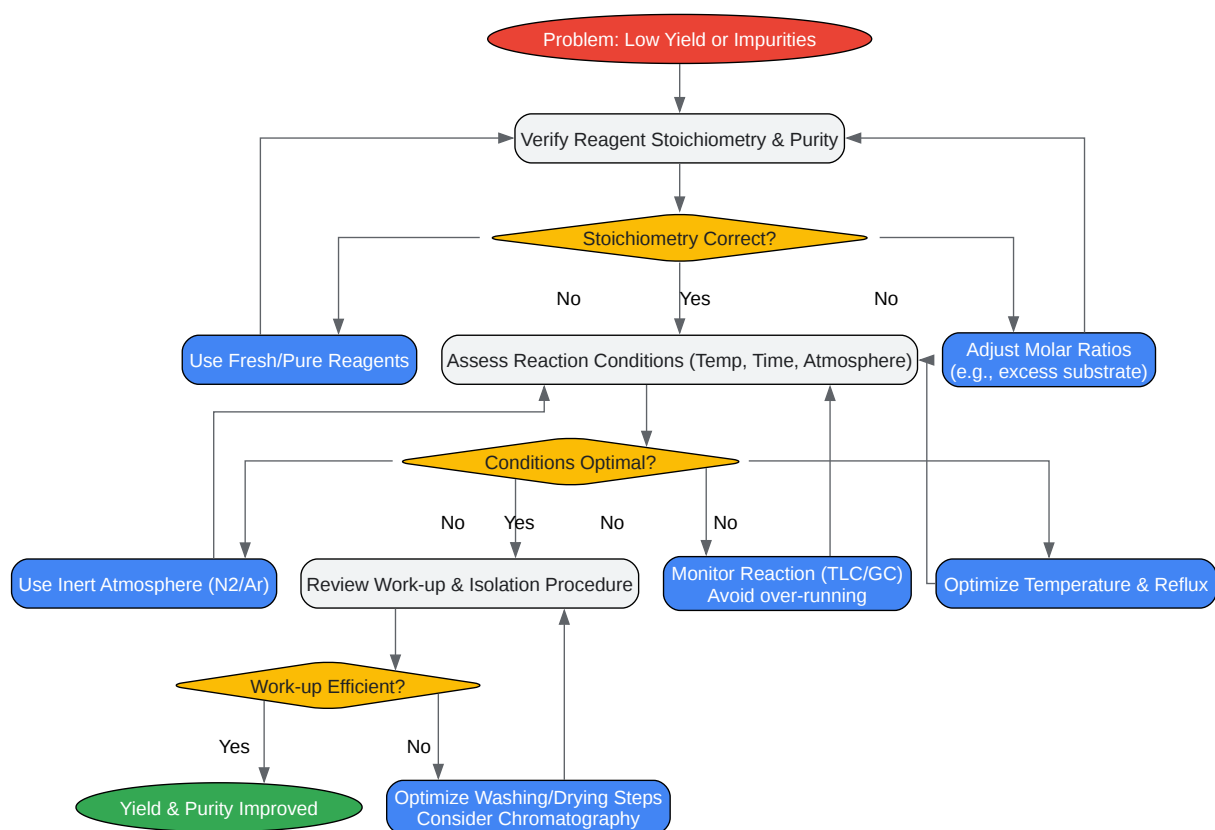 Problem: Low Yield or Impurities
Verify Reagent Stoichiometry & Purity
Stoichiometry Correct?
No
Yes
No
Use Fresh/Pure Reagents
Assess Reaction Conditions (Temp, Time, Atmosphere)
Adjust Molar Ratios
(e.g., excess substrate)
Conditions Optimal?
No
Yes
No
No
Use Inert Atmosphere (N2/Ar)
Review Work-up & Isolation Procedure
Monitor Reaction (TLC/GC)
Avoid over-running
Optimize Temperature & Reflux
Work-up Efficient?
Yes
No
Yield & Purity Improved
Optimize Washing/Drying Steps
Consider Chromatography